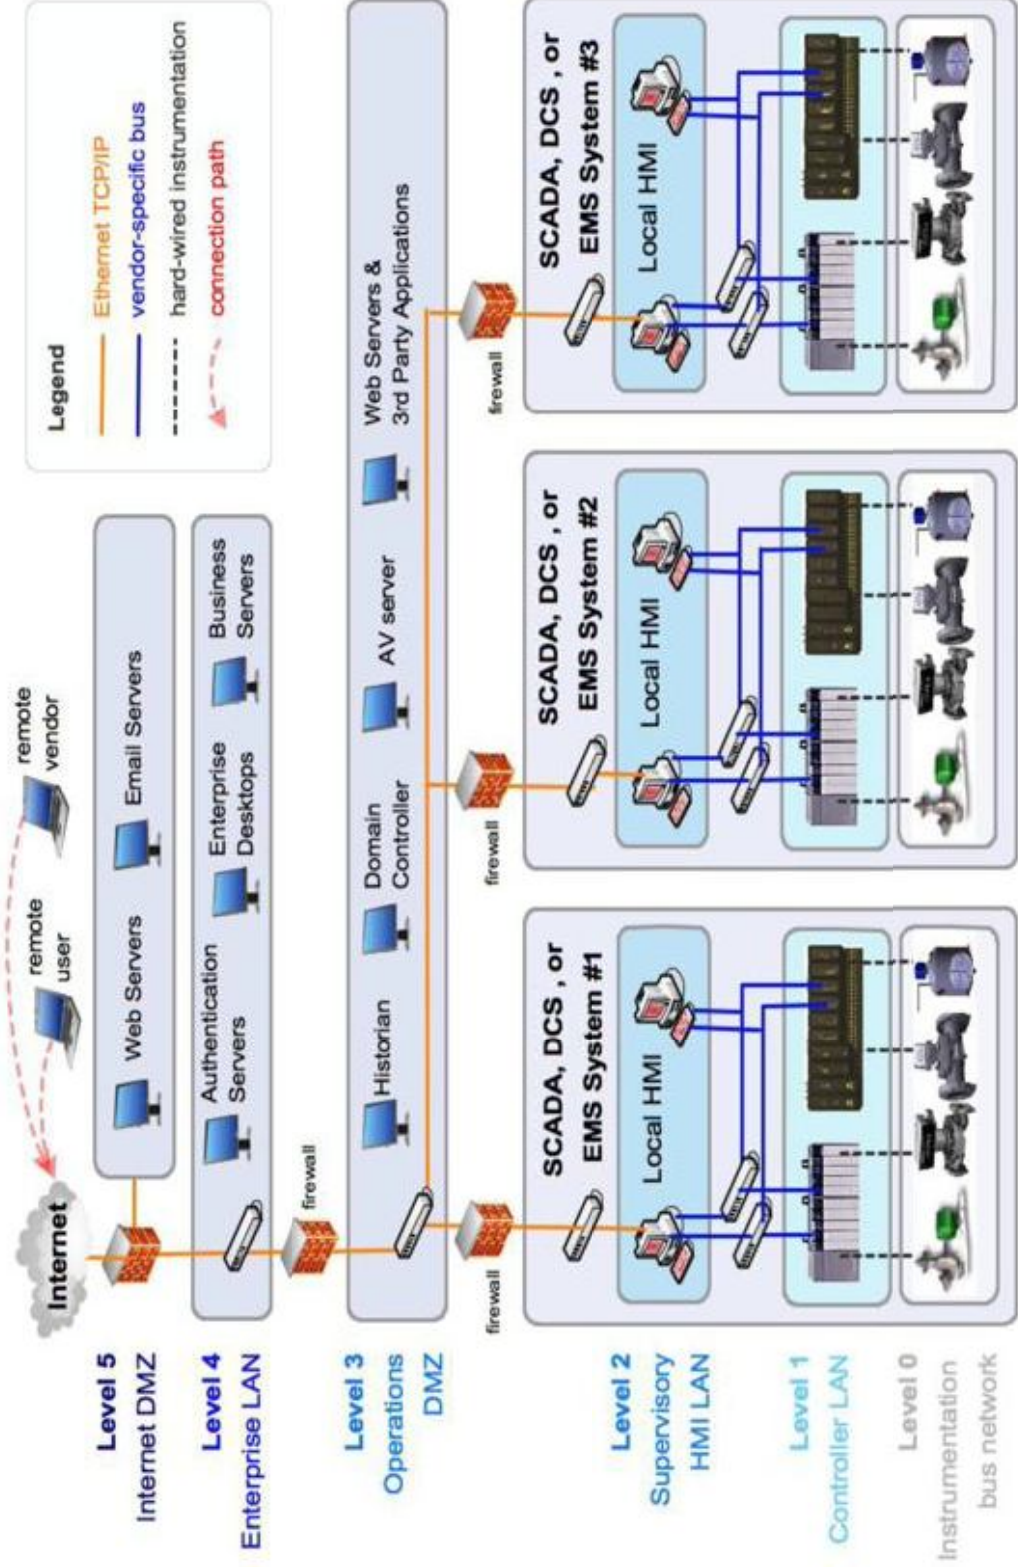 Legend
Ethernet TCP/IP
vendor-specific bus
hard-wired instrumentation
connection path
remote
vendor
remote
user
Internet
Level 5
Internet DMZ
Web Servers
Email Servers
Level 4
Enterprise LAN
Authentication
Servers
Enterprise
Desktops
Business
Servers
firewall
Level 3
Operations
DMZ
Historian
Domain
Controller
AV server
Web Servers &
3rd Party Applications
firewall
firewall
firewall
SCADA, DCS , or
EMS System #1
SCADA, DCS , or
EMS System #2
SCADA, DCS , or
EMS System #3
Level 2
Supervisory
HMI LAN
Local HMI
Local HMI
Local HMI
Level 1
Controller LAN
Level 0
Instrumentation
bus network